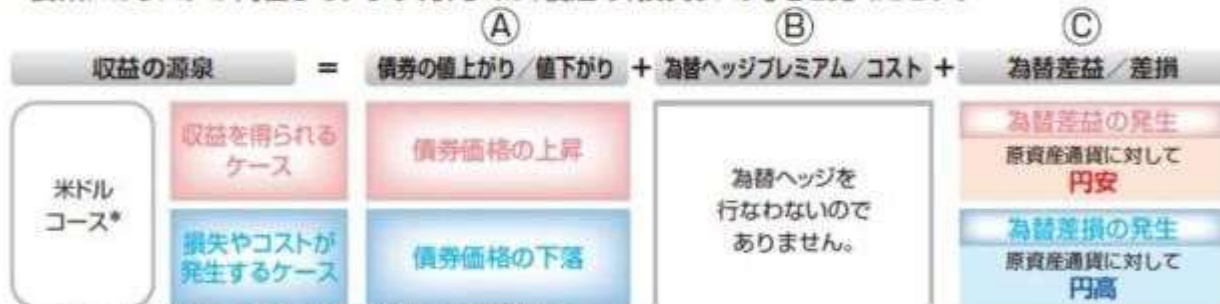 Ⓐ Ⓑ Ⓒ
収益の源泉 = 債券の値上がり/値下がり + 為替ヘッジプレミアム/コスト + 為替差益/差損
米ドル
コース*
収益を得られる
ケース
債券価格の上昇
為替ヘッジを
行なわないので
ありません。
為替差益の発生
原資産通貨に対して
円安
損失やコストが
発生するケース
債券価格の下落
為替差損の発生
原資産通貨に対して
円高